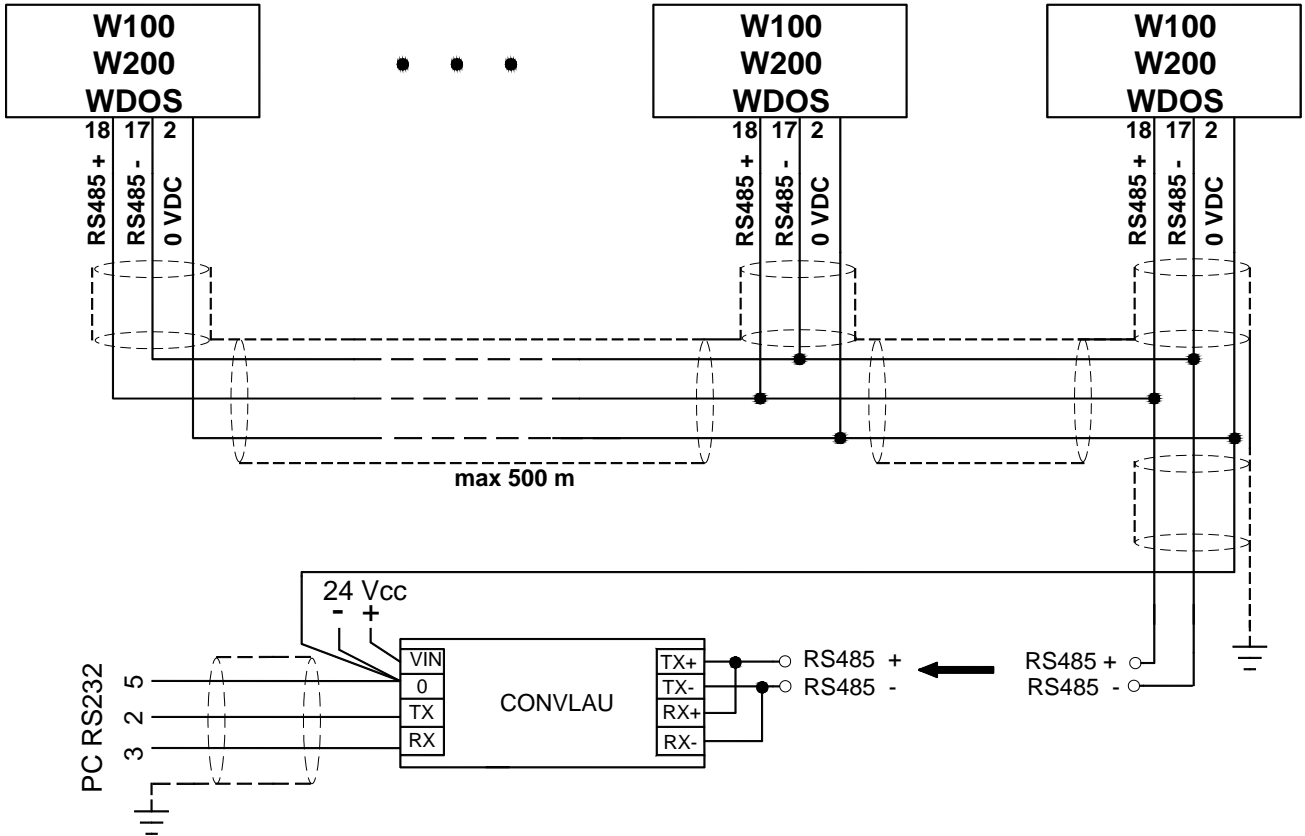 W100
W200
WDOS
18 17 2
RS485 +
RS485 -
0 VDC
W100
W200
WDOS
18 17 2
RS485 +
RS485 -
0 VDC
W100
W200
WDOS
18 17 2
RS485 +
RS485 -
0 VDC
max 500 m
24 Vcc
- +
PC RS232
5
2
3
VIN
0
TX
RX
CONVLAU
TX+
TX-
RX+
RX-
RS485 +
RS485 -
RS485 +
RS485 -